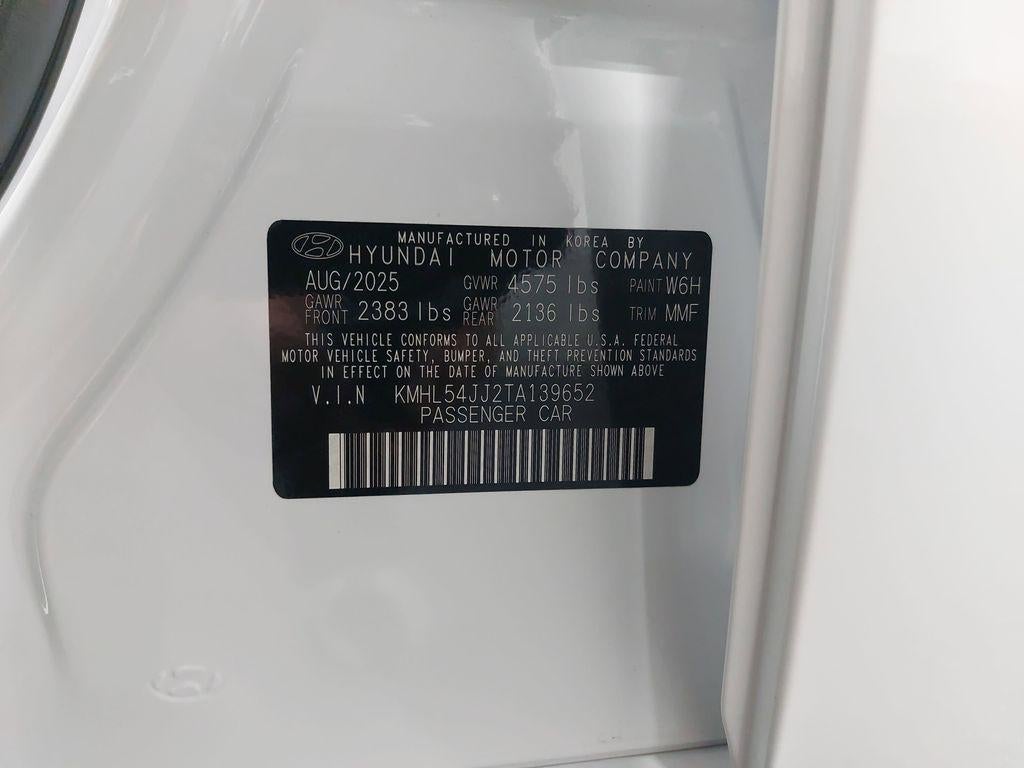 MANUFACTURED IN KOREA BY
HYUNDAI MOTOR COMPANY
AUG/2025 GVWR 4575 lbs PAINT W6H
GAWR FRONT 2383 lbs GAWR REAR 2136 lbs TRIM MMF
THIS VEHICLE CONFORMS TO ALL APPLICABLE U.S.A. FEDERAL
MOTOR VEHICLE SAFETY, BUMPER, AND THEFT PREVENTION STANDARDS
IN EFFECT ON THE DATE OF MANUFACTURE SHOWN ABOVE
V.I.N KMHL54JJ2TA139652
PASSENGER CAR